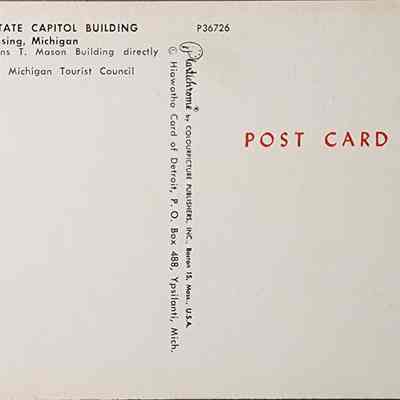 TATE CAPITOL BUILDING
sing, Michigan
ns T. Mason Building directly
Michigan Tourist Council
P36726
Plastichrome® by COLOURPICTURE PUBLISHERS, INC., Boston 15, Mass., U.S.A.
© Hiawatha Card of Detroit, P. O. Box 488, Ypsilanti, Mich.
POST CARD